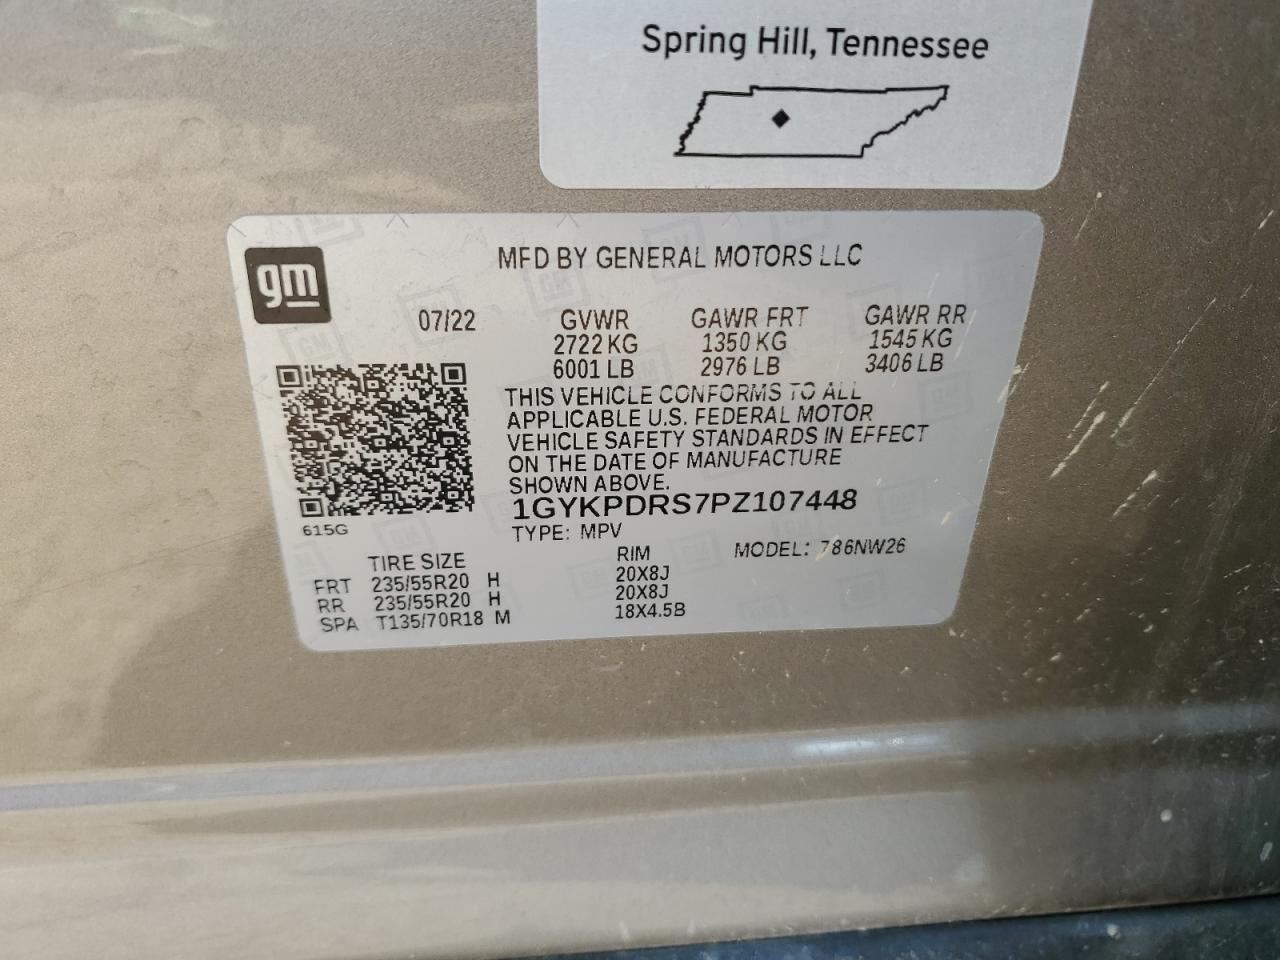 Spring Hill, Tennessee
gm
MFD BY GENERAL MOTORS LLC
07/22 GVWR GAWR FRT GAWR RR
2722 KG 1350 KG 1545 KG
6001 LB 2976 LB 3406 LB
THIS VEHICLE CONFORMS TO ALL
APPLICABLE U.S. FEDERAL MOTOR
VEHICLE SAFETY STANDARDS IN EFFECT
ON THE DATE OF MANUFACTURE
SHOWN ABOVE.
1GYKPDRS7PZ107448
615G
TYPE: MPV
MODEL: 786NW26
TIRE SIZE RIM
FRT 235/55R20 H 20X8J
RR 235/55R20 H 20X8J
SPA T135/70R18 M 18X4.5B